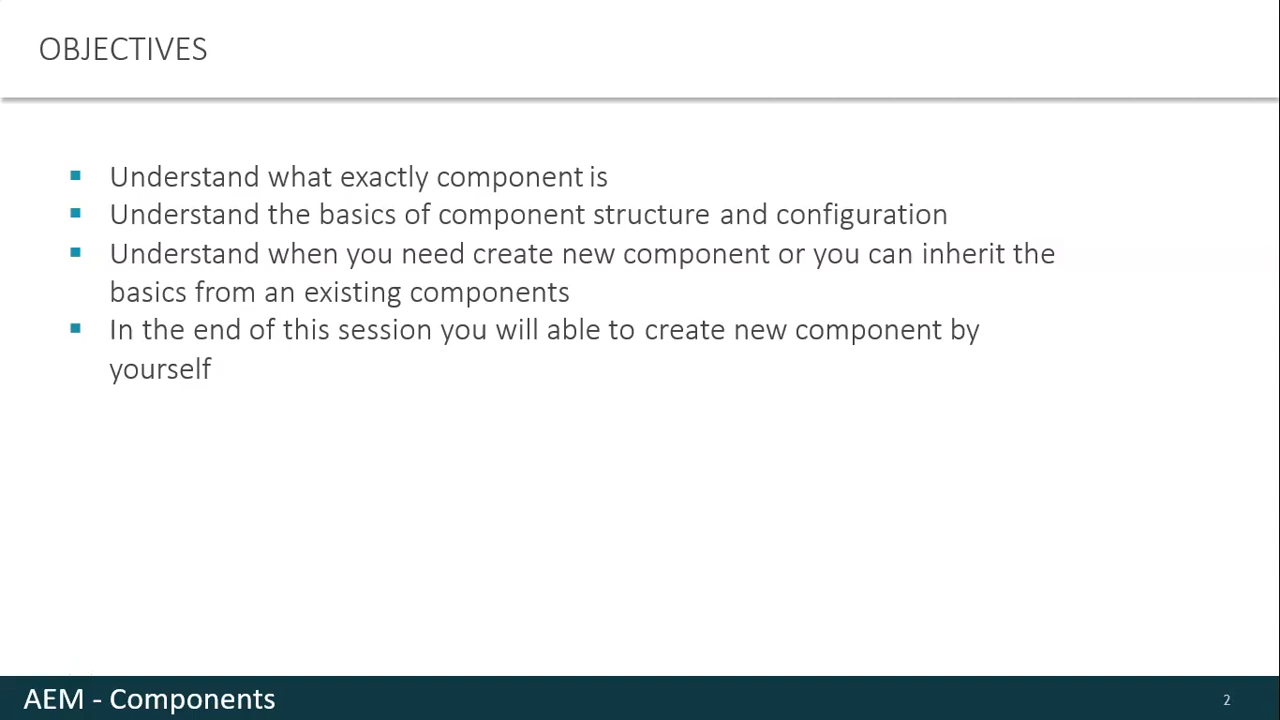 OBJECTIVES
Understand what exactly component is
Understand the basics of component structure and configuration
Understand when you need create new component or you can inherit the
basics from an existing components
In the end of this session you will able to create new component by
yourself
AEM - Components
2